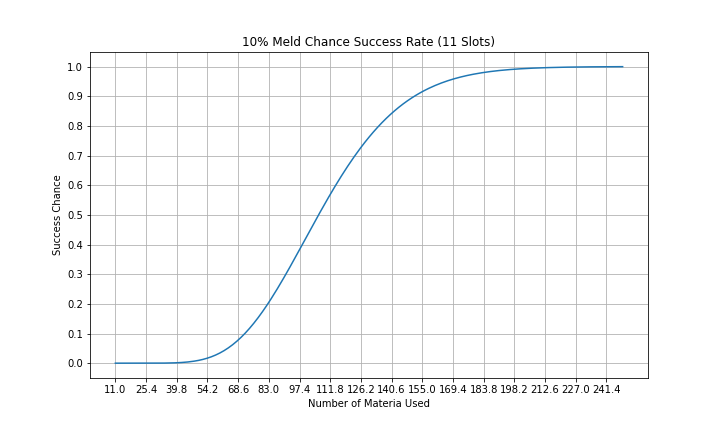 10% Meld Chance Success Rate (11 Slots)
1.0
0.9
0.8
0.7
0.6
0.5
0.4
0.3
0.2
0.1
0.0
Success Chance
11.0 25.4 39.8 54.2 68.6 83.0 97.4 111.8 126.2 140.6 155.0 169.4 183.8 198.2 212.6 227.0 241.4
Number of Materia Used